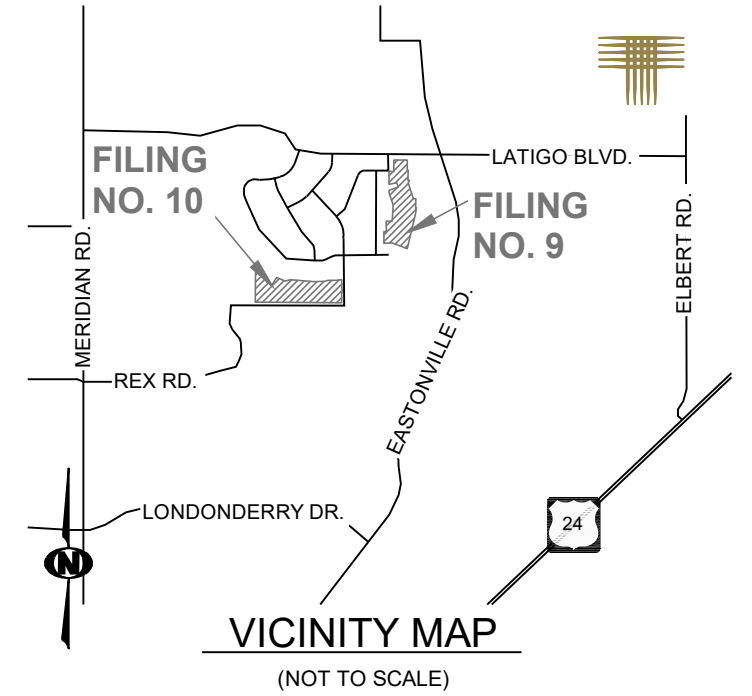 LATIGO BLVD.
FILING
NO. 10
FILING
NO. 9
ELBERT RD.
MERIDIAN RD.
EASTONVILLE RD.
REX RD.
LONDONDERRY DR.
24
N
VICINITY MAP
(NOT TO SCALE)